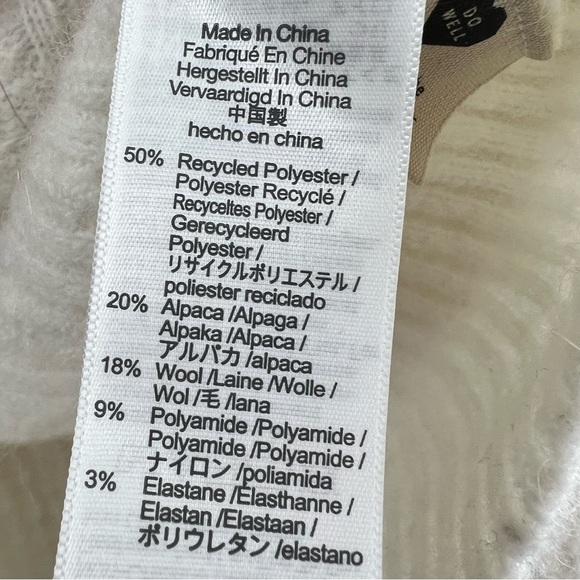 Made In China
Fabriqué En Chine
Hergestellt In China
Vervaardigd In China
中国製
hecho en china
50% Recycled Polyester /
Polyester Recyclé /
Recyceltes Polyester /
Gerecycleerd
Polyester /
リサイクルポリエステル /
poliester reciclado
20% Alpaca /Alpaga /
Alpaka /Alpaca /
アルパカ /alpaca
18% Wool /Laine /Wolle /
Wol /毛 /lana
9% Polyamide /Polyamide /
Polyamide /Polyamide /
ナイロン /poliamida
3% Elastane /Elasthanne /
Elastan /Elastaan /
ポリウレタン /elastano
DO
WELL